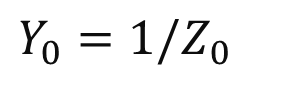 Y₀ = 1/Z₀